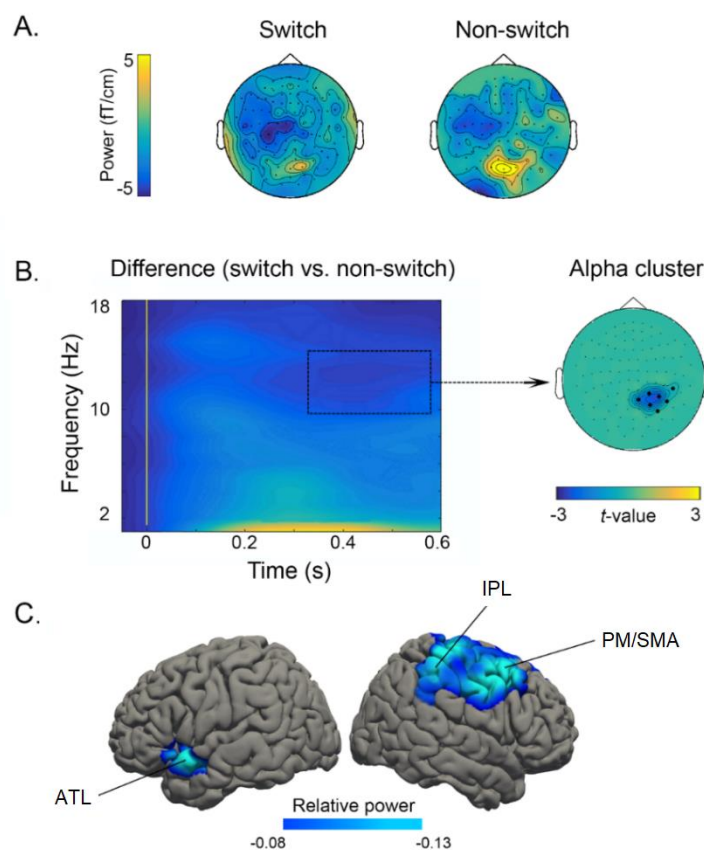 A.
Switch
Non-switch
Power (fT/cm)
5
-5
B.
Difference (switch vs. non-switch)
Alpha cluster
Frequency (Hz)
18
10
2
0
0.2
0.4
0.6
Time (s)
-3
t-value
3
C.
IPL
PM/SMA
ATL
Relative power
-0.08
-0.13